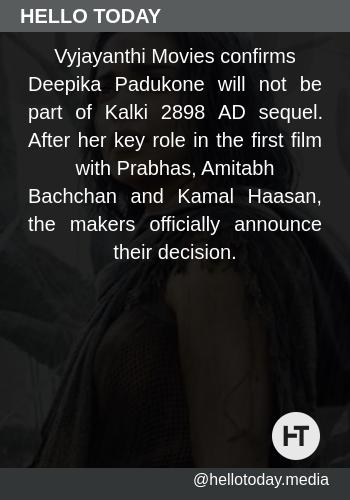 HELLO TODAY
Vyjayanthi Movies confirms
Deepika Padukone will not be
part of Kalki 2898 AD sequel.
After her key role in the first film
with Prabhas, Amitabh
Bachchan and Kamal Haasan,
the makers officially announce
their decision.
HT
@hellotoday.media